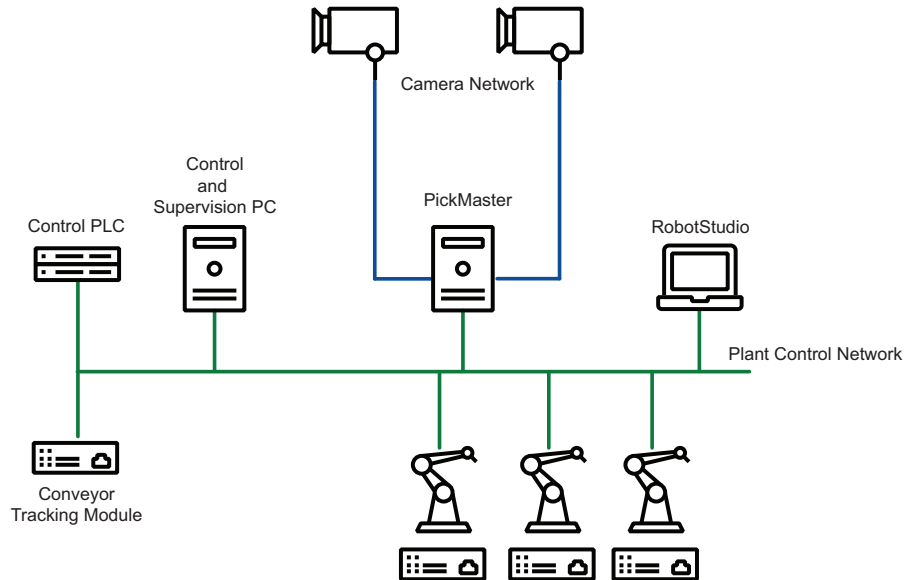 Camera Network
Control
and
Supervision PC
PickMaster
Control PLC
RobotStudio
Plant Control Network
Conveyor
Tracking Module